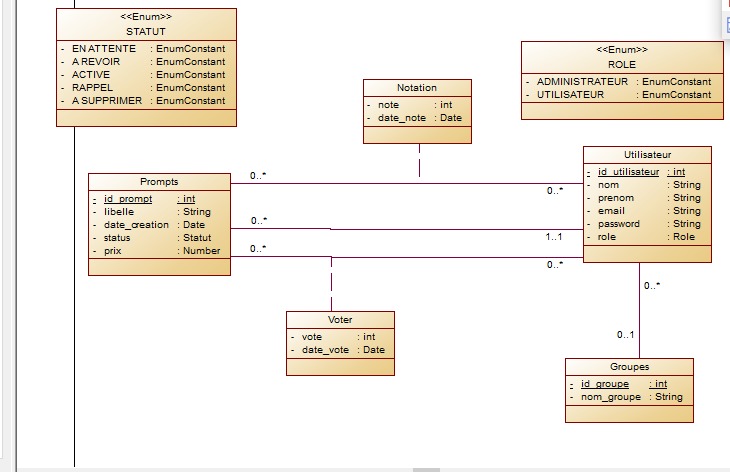 <<Enum>>
STATUT
- EN ATTENTE : EnumConstant
- A REVOIR : EnumConstant
- ACTIVE : EnumConstant
- RAPPEL : EnumConstant
- A SUPPRIMER : EnumConstant
<<Enum>>
ROLE
- ADMINISTRATEUR : EnumConstant
- UTILISATEUR : EnumConstant
Notation
- note : int
- date_note : Date
Prompts
- id_prompt : int
- libelle : String
- date_creation : Date
- status : Statut
- prix : Number
0..*
0..*
0..*
1..1
0..*
0..*
Utilisateur
- id_utilisateur : int
- nom : String
- prenom : String
- email : String
- password : String
- role : Role
Voter
- vote : int
- date_vote : Date
0..*
0..1
Groupes
- id_groupe : int
- nom_groupe : String